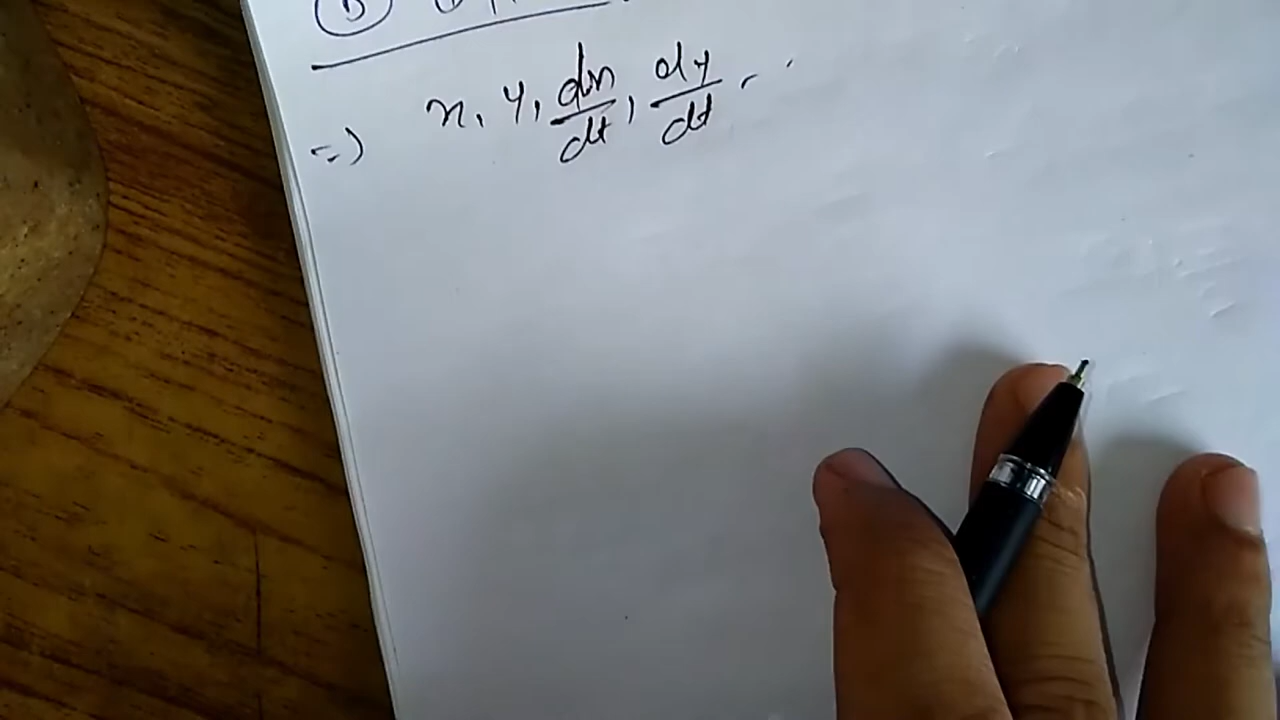 =) x, y, dx/dt, dy/dt, . .